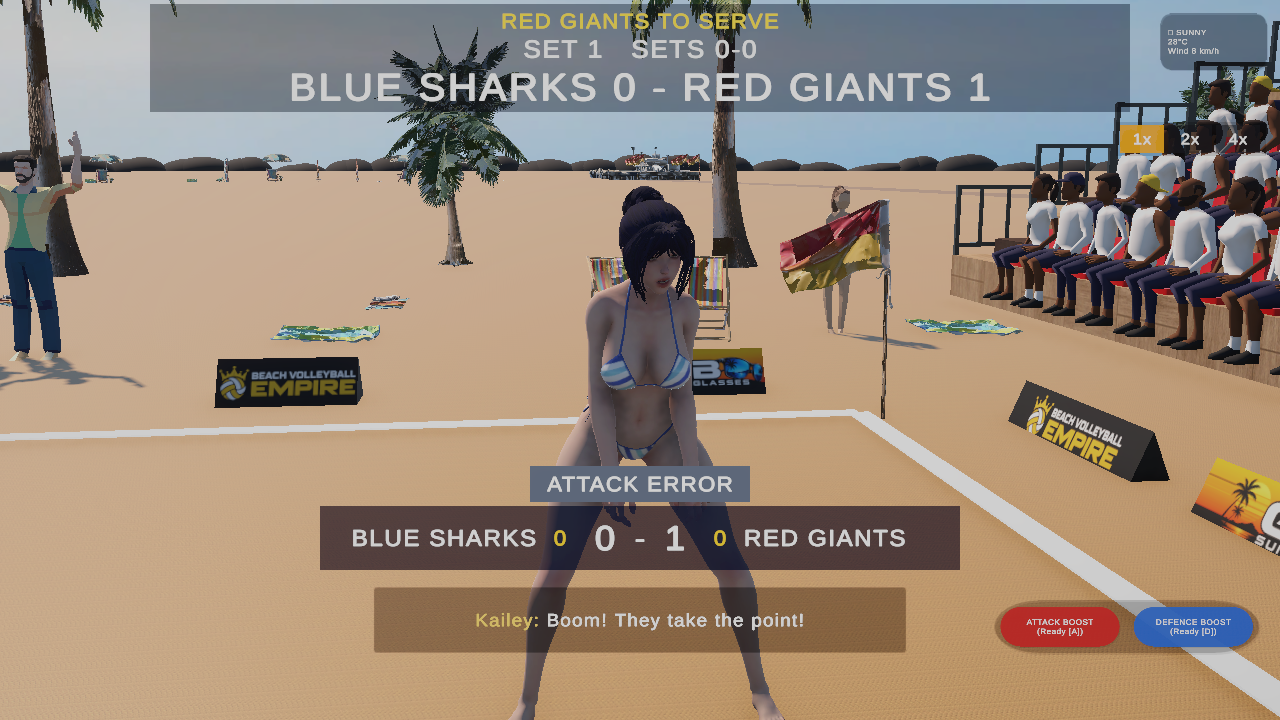 RED GIANTS TO SERVE
SET 1 SETS 0-0
BLUE SHARKS 0 - RED GIANTS 1
SUNNY
28°C
Wind 8 km/h
1x 2x 4x
BEACH VOLLEYBALL
EMPIRE
GLASSES
BEACH VOLLEYBALL
EMPIRE
ATTACK ERROR
BLUE SHARKS 0 0 - 1 0 RED GIANTS
Kailey: Boom! They take the point!
ATTACK BOOST
(Ready [A])
DEFENCE BOOST
(Ready [D])